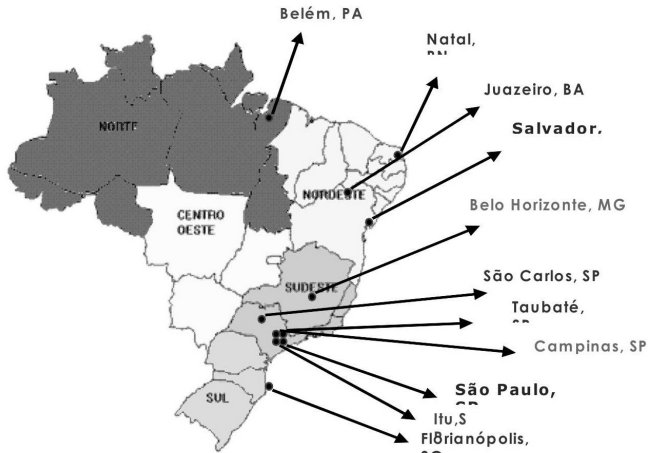 Belém, PA
Natal,
Juazeiro, BA
Salvador.
NORTE
NORDESTE
CENTRO
OESTE
Belo Horizonte, MG
São Carlos, SP
SUDESTE
Taubaté,
Campinas, SP
São Paulo,
SUL
Itu,S
Florianópolis,